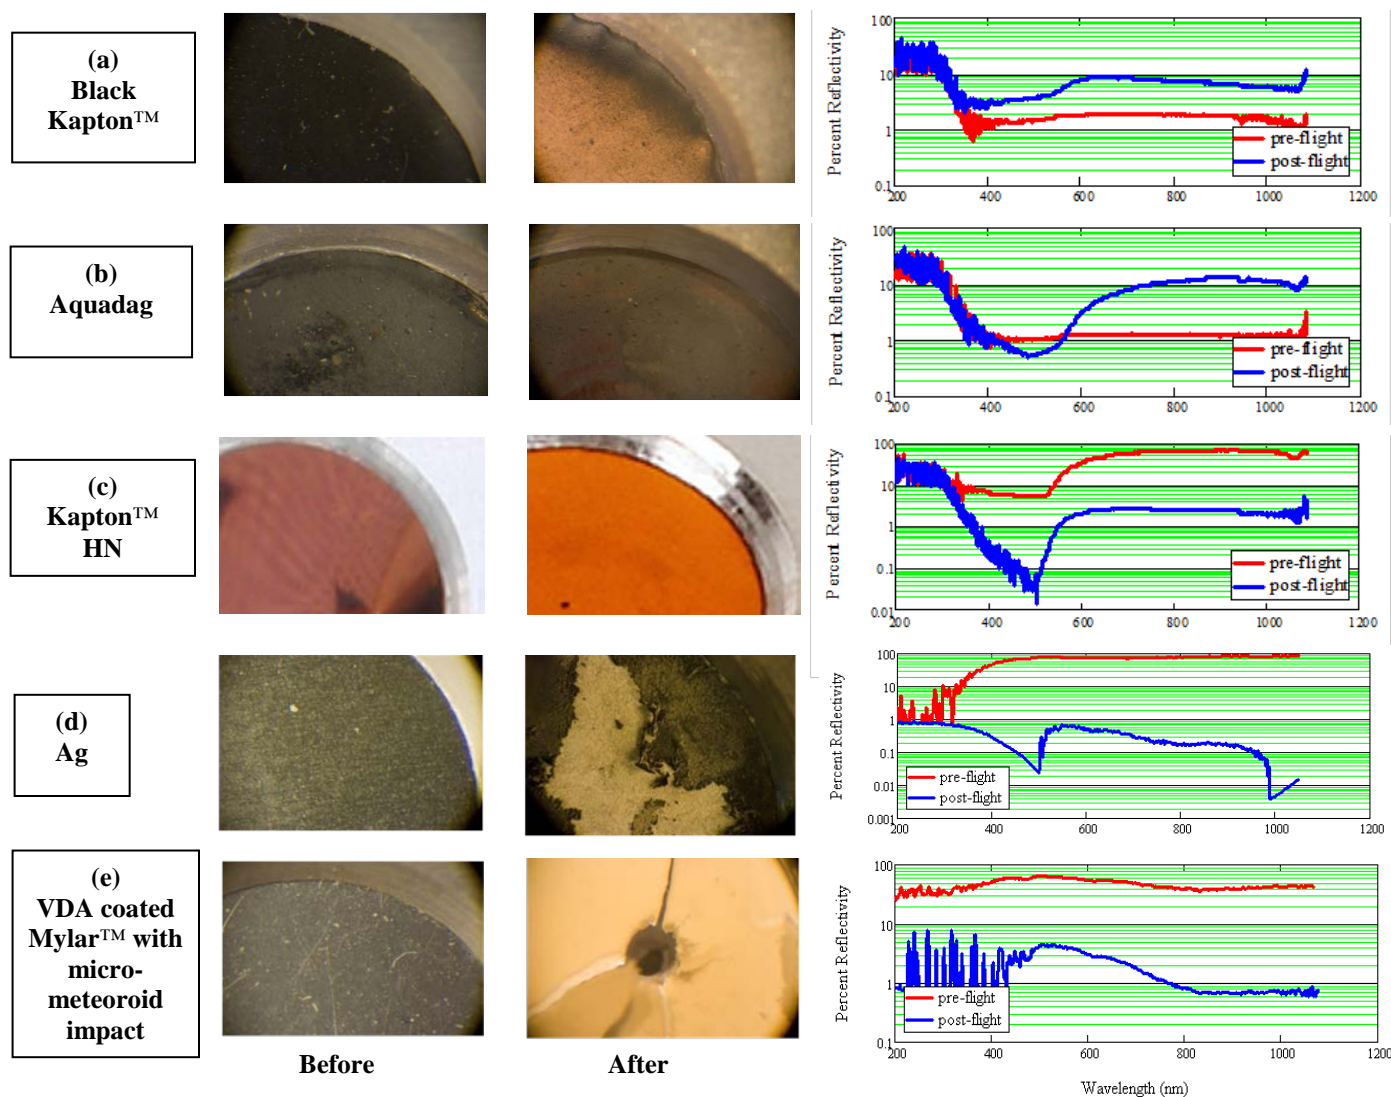 (a)
Black
Kapton™
Percent Reflectivity
100
10
1
0.1
200 400 600 800 1000 1200
pre-flight
post-flight
(b)
Aquadag
Percent Reflectivity
100
10
1
0.1
200 400 600 800 1000 1200
pre-flight
post-flight
(c)
Kapton™
HN
Percent Reflectivity
100
10
1
0.1
0.01
200 400 600 800 1000 1200
pre-flight
post-flight
(d)
Ag
Percent Reflectivity
100
10
1
0.1
0.01
0.001
200 400 600 800 1000 1200
pre-flight
post-flight
(e)
VDA coated
Mylar™ with
micro-
meteoroid
impact
Percent Reflectivity
100
10
1
0.1
200 400 600 800 1000 1200
pre-flight
post-flight
Before After
Wavelength (nm)